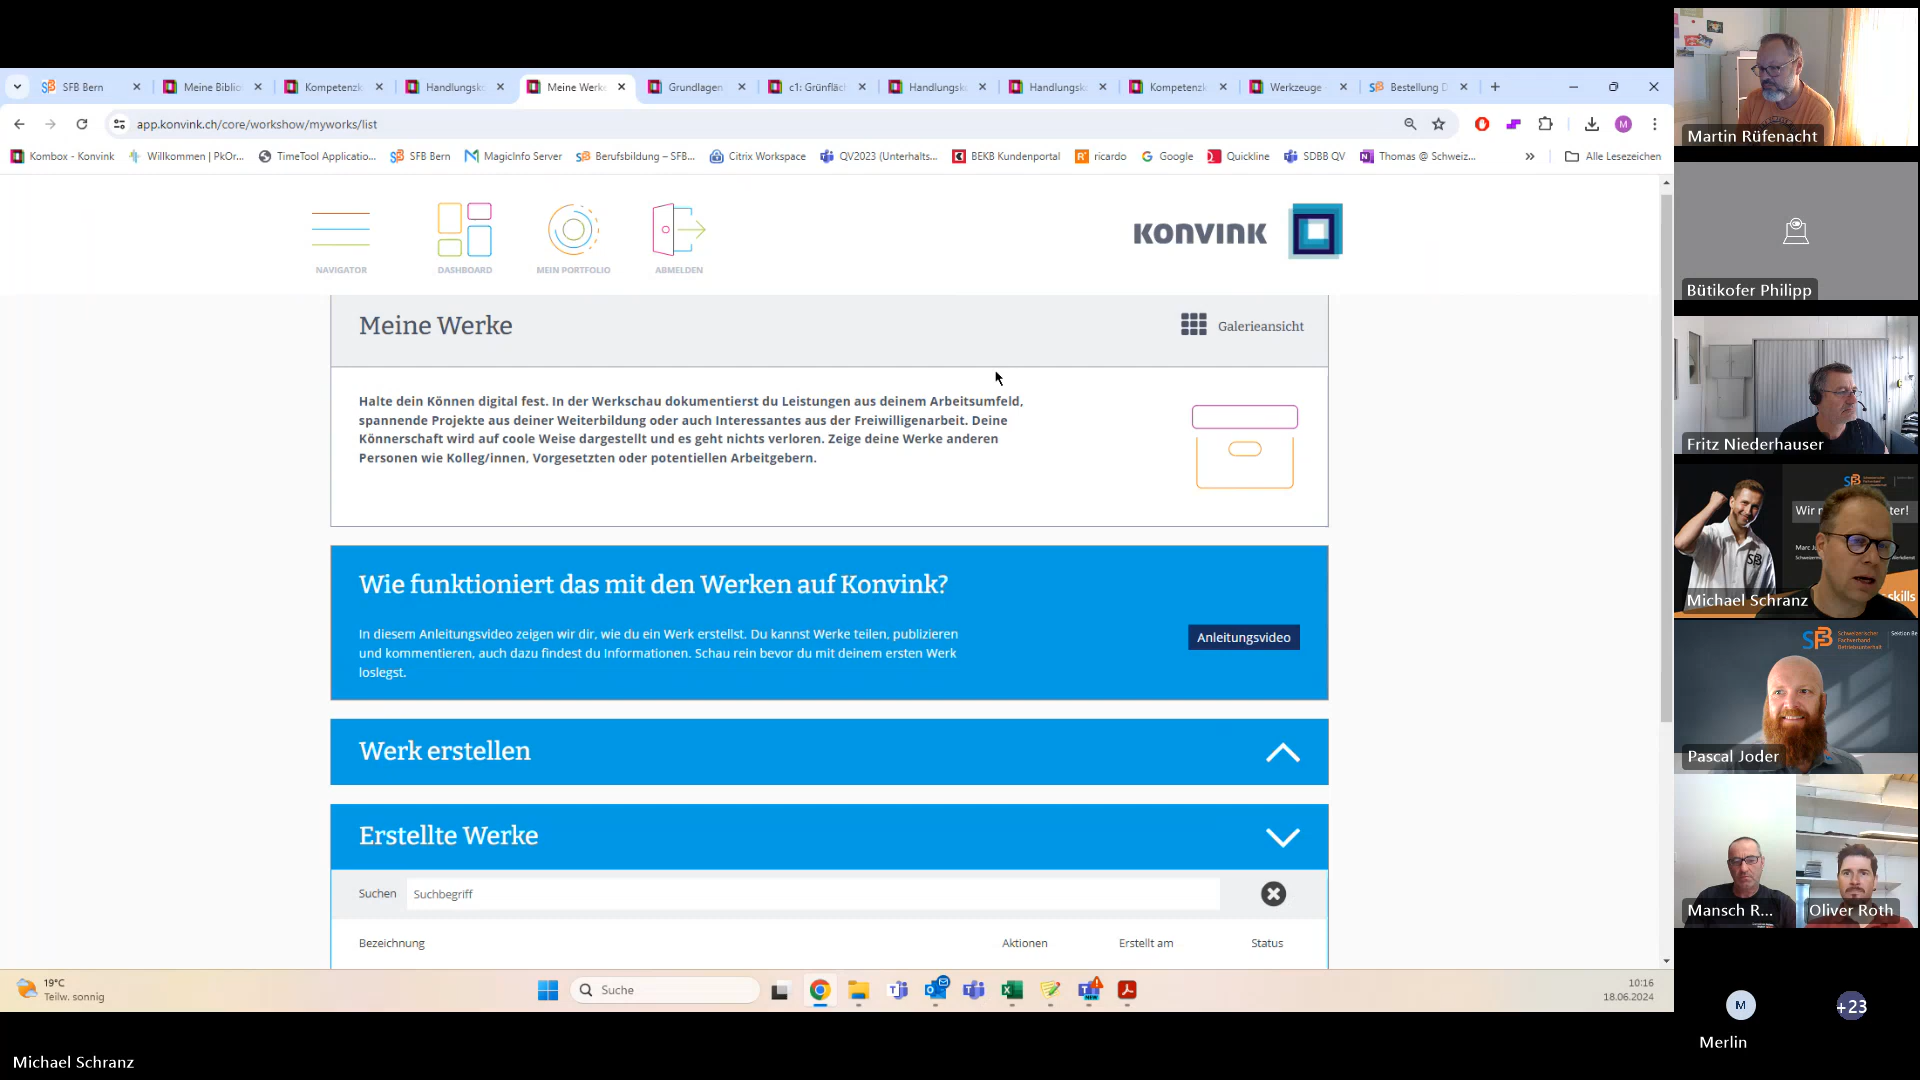 SFB Bern
Meine Biblio
Kompetenzk
Handlungsk
Meine Werke
Grundlagen
c1: Grünfläc
Handlungsk
Handlungsk
Kompetenzk
Werkzeuge
Bestellung D
app.konvink.ch/core/workshow/myworks/list
M
Kombox - Konvink
Willkommen | PkOr...
TimeTool Applicatio...
SFB Bern
MagicInfo Server
Berufsbildung – SFB...
Citrix Workspace
QV2023 (Unterhalts...
BEKB Kundenportal
ricardo
Google
Quickline
SDBB QV
Thomas @ Schweiz...
Alle Lesezeichen
NAVIGATOR
DASHBOARD
MEIN PORTFOLIO
ABMELDEN
KONVINK
Meine Werke
Galerieansicht
Halte dein Können digital fest. In der Werkschau dokumentierst du Leistungen aus deinem Arbeitsumfeld,
spannende Projekte aus deiner Weiterbildung oder auch Interessantes aus der Freiwilligenarbeit. Deine
Könnerschaft wird auf coole Weise dargestellt und es geht nichts verloren. Zeige deine Werke anderen
Personen wie Kolleg/innen, Vorgesetzten oder potentiellen Arbeitgebern.
Wie funktioniert das mit den Werken auf Konvink?
In diesem Anleitungsvideo zeigen wir dir, wie du ein Werk erstellst. Du kannst Werke teilen, publizieren
und kommentieren, auch dazu findest du Informationen. Schau rein bevor du mit deinem ersten Werk
loslegst.
Anleitungsvideo
Werk erstellen
Erstellte Werke
Suchen
Suchbegriff
Bezeichnung
Aktionen
Erstellt am
Status
19°C
Teilw. sonnig
Suche
10:16
18.06.2024
Michael Schranz
Martin Rüfenacht
Bütikofer Philipp
Fritz Niederhauser
Michael Schranz
Schweizerischer
Fachverband
Betriebsunterhalt
Pascal Joder
Mansch R...
Oliver Roth
M
+23
Merlin